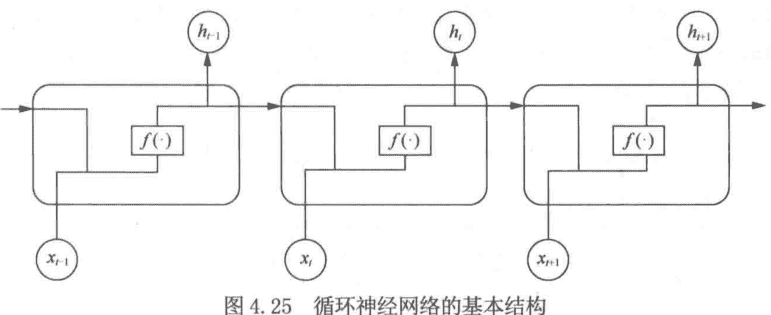 h_{t-1} h_t h_{t+1}
f(·) f(·) f(·)
x_{t-1} x_t x_{t+1}
图 4.25 循环神经网络的基本结构